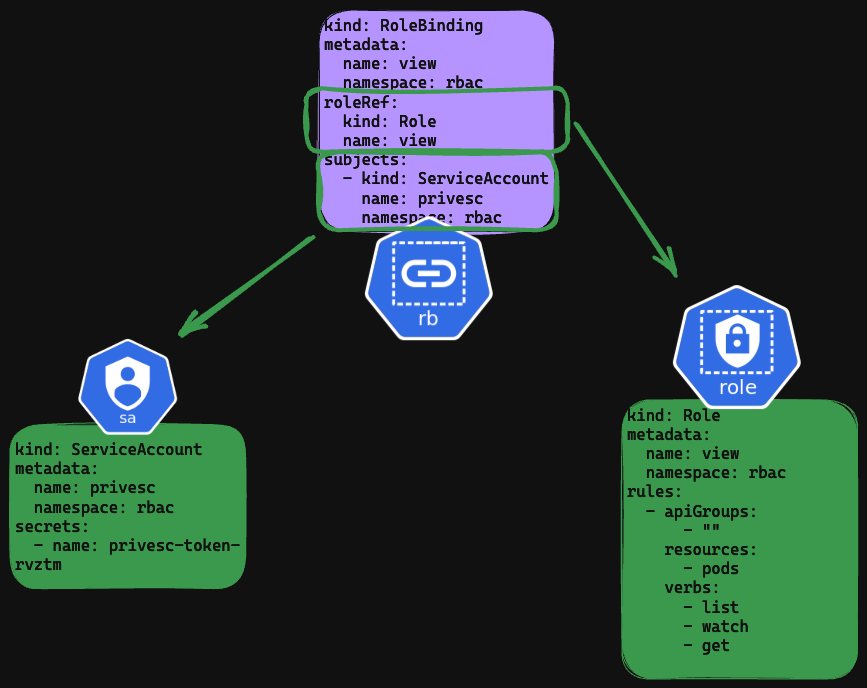 kind: RoleBinding
metadata:
  name: view
  namespace: rbac
roleRef:
  kind: Role
  name: view
subjects:
  - kind: ServiceAccount
    name: privesc
    namespace: rbac
rb
sa
kind: ServiceAccount
metadata:
  name: privesc
  namespace: rbac
secrets:
  - name: privesc-token-
rvztm
role
kind: Role
metadata:
  name: view
  namespace: rbac
rules:
  - apiGroups:
      - ""
    resources:
      - pods
    verbs:
      - list
      - watch
      - get